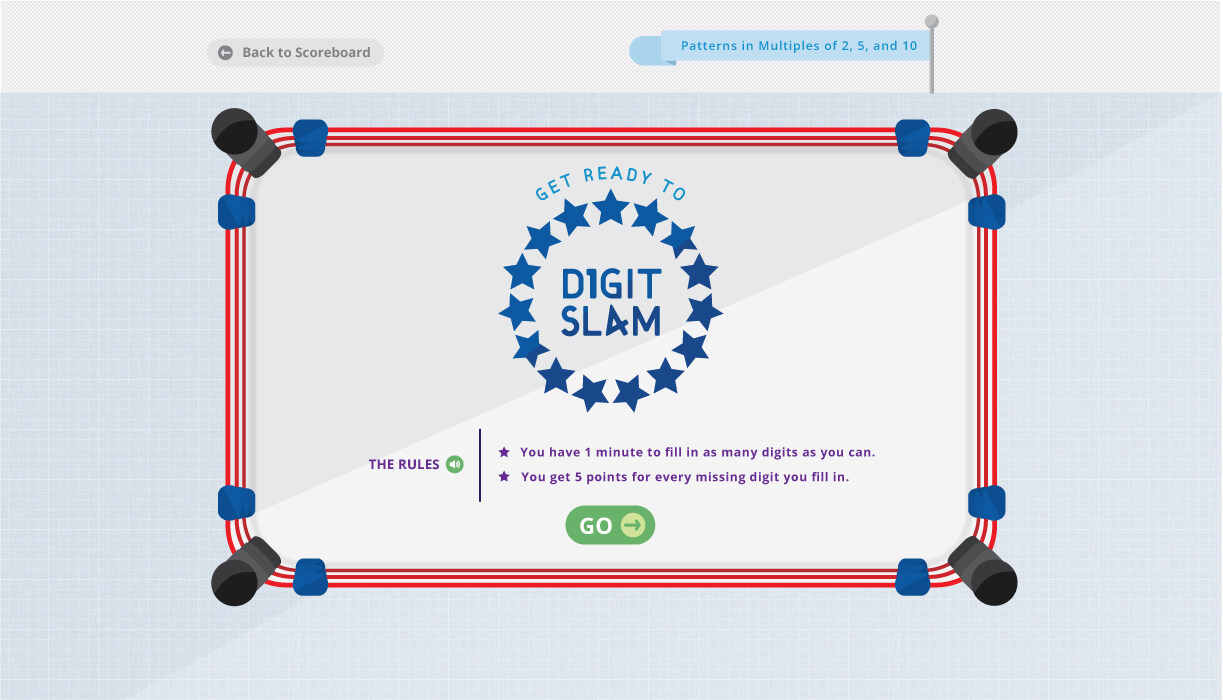 Back to Scoreboard
Patterns in Multiples of 2, 5, and 10
GET READY TO
D1GIT
SL4M
THE RULES
You have 1 minute to fill in as many digits as you can.
You get 5 points for every missing digit you fill in.
GO